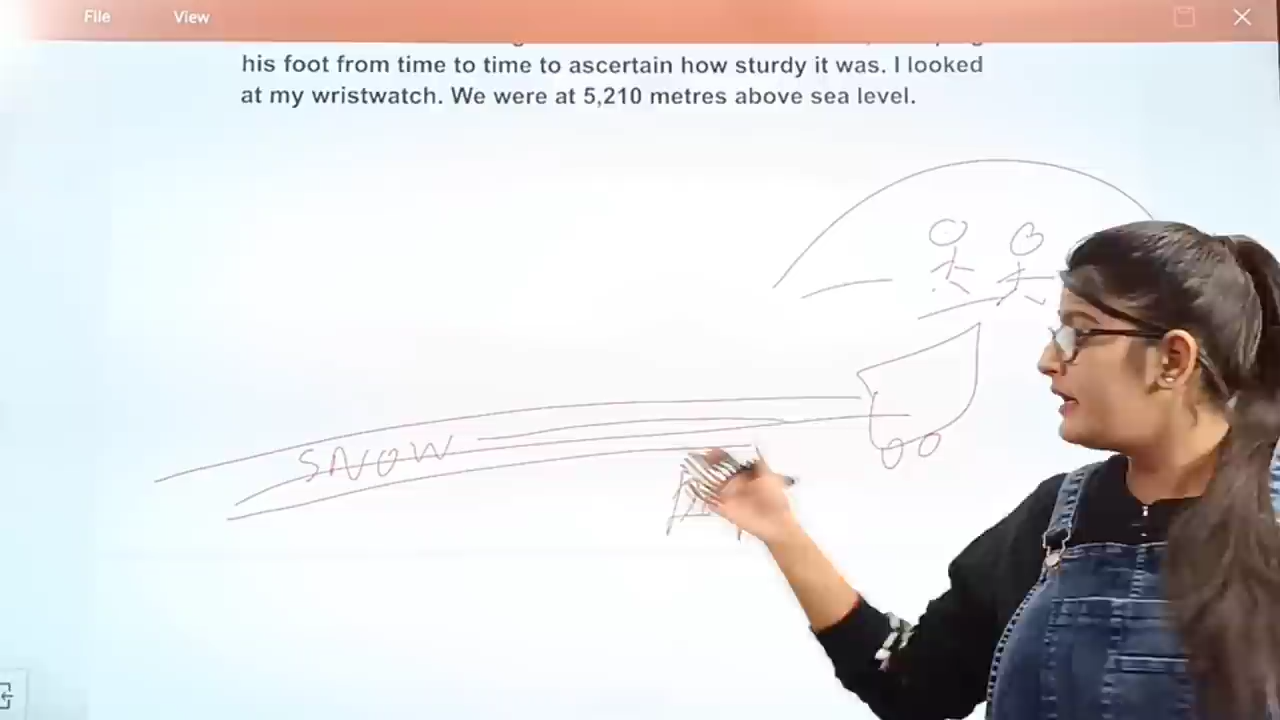 File View
his foot from time to time to ascertain how sturdy it was. I looked
at my wristwatch. We were at 5,210 metres above sea level.
SNOW